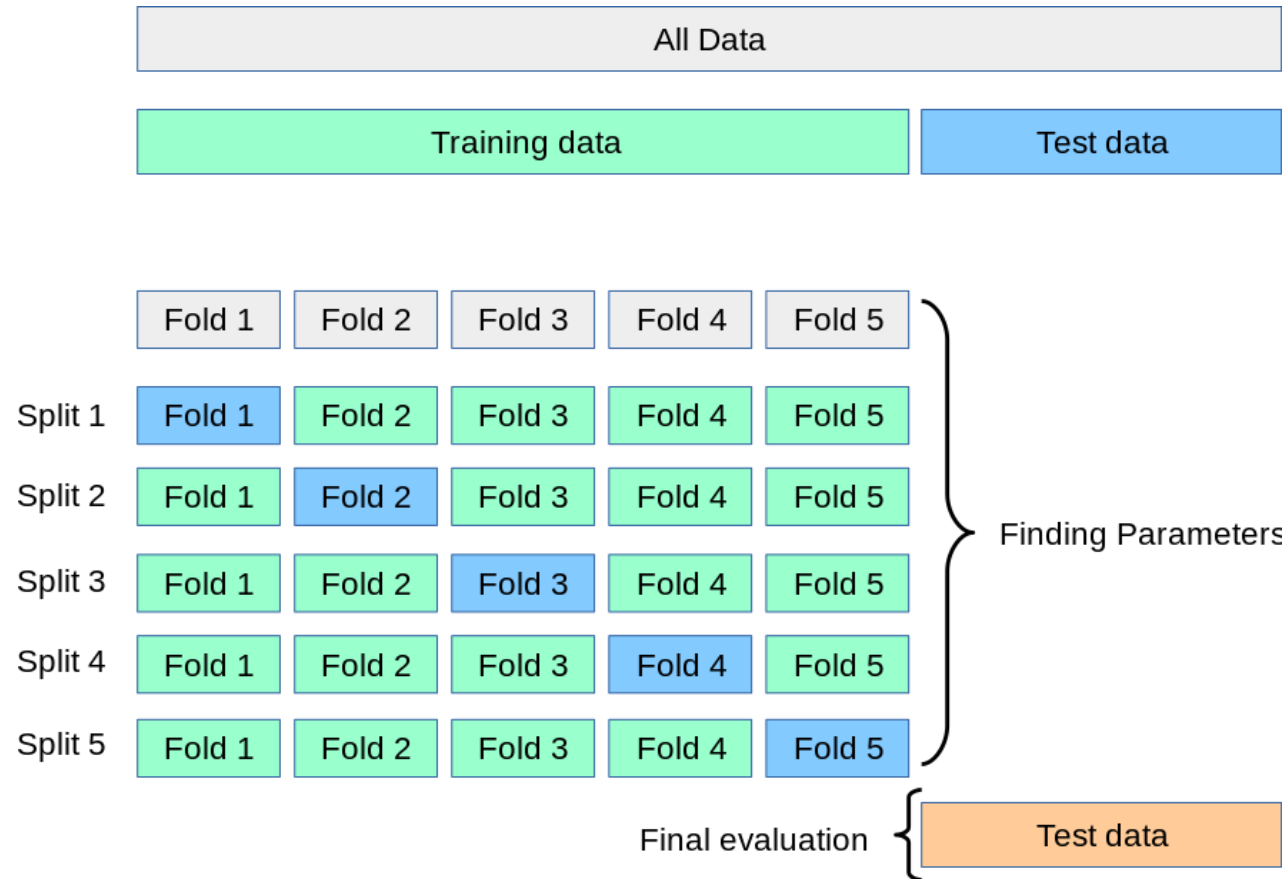 All Data
Training data Test data
Fold 1 Fold 2 Fold 3 Fold 4 Fold 5
Split 1 Fold 1 Fold 2 Fold 3 Fold 4 Fold 5
Split 2 Fold 1 Fold 2 Fold 3 Fold 4 Fold 5
Finding Parameters
Split 3 Fold 1 Fold 2 Fold 3 Fold 4 Fold 5
Split 4 Fold 1 Fold 2 Fold 3 Fold 4 Fold 5
Split 5 Fold 1 Fold 2 Fold 3 Fold 4 Fold 5
Final evaluation Test data